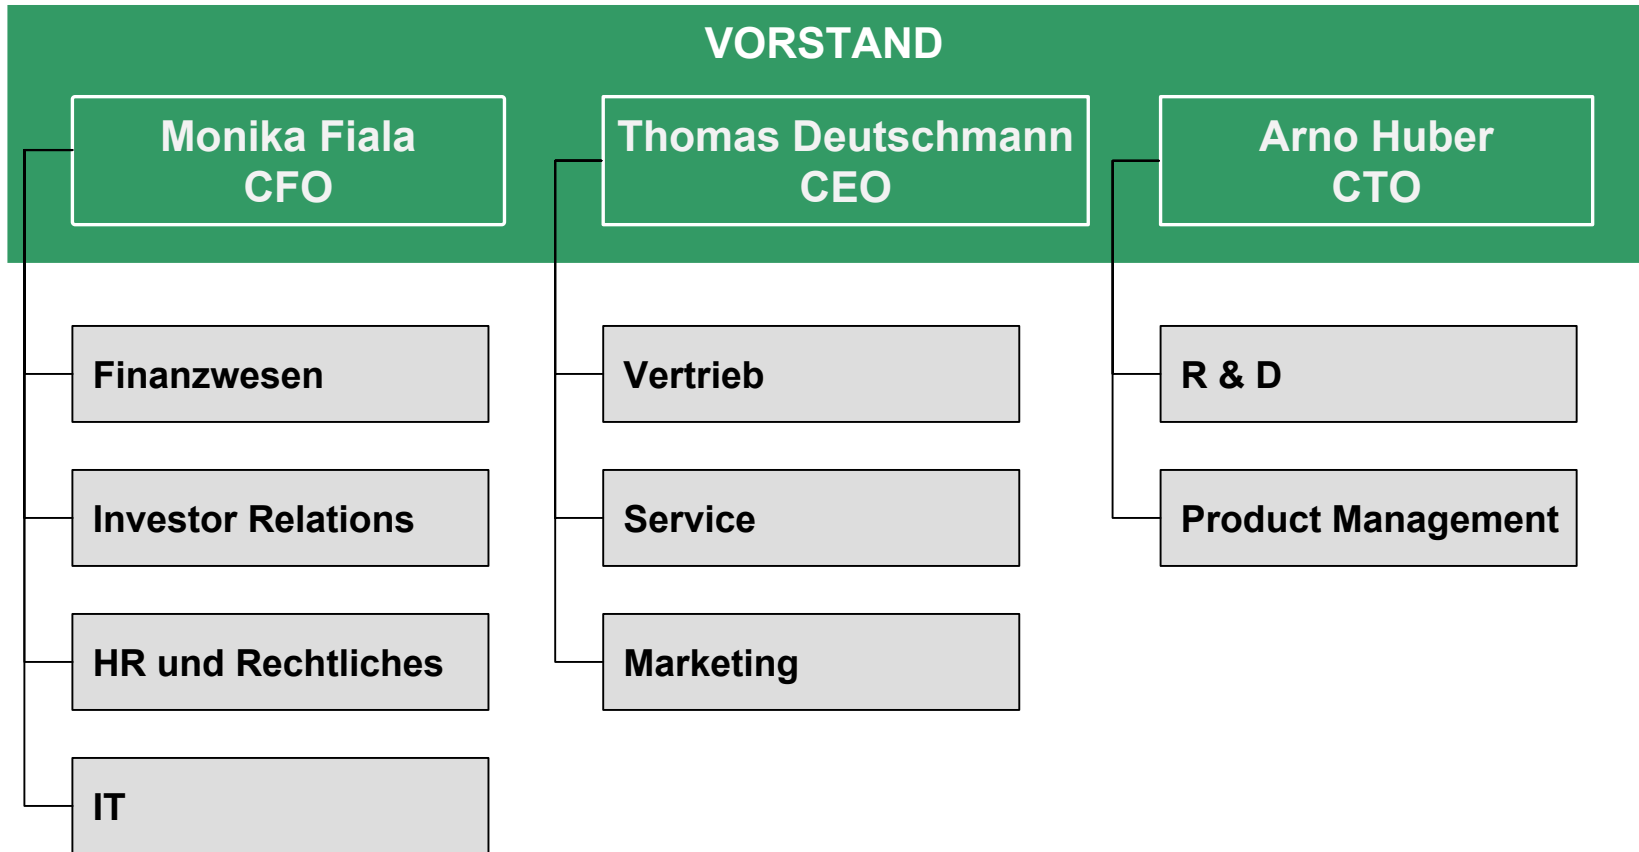 VORSTAND
Monika Fiala
CFO
Thomas Deutschmann
CEO
Arno Huber
CTO
Finanzwesen
Investor Relations
HR und Rechtliches
IT
Vertrieb
Service
Marketing
R & D
Product Management